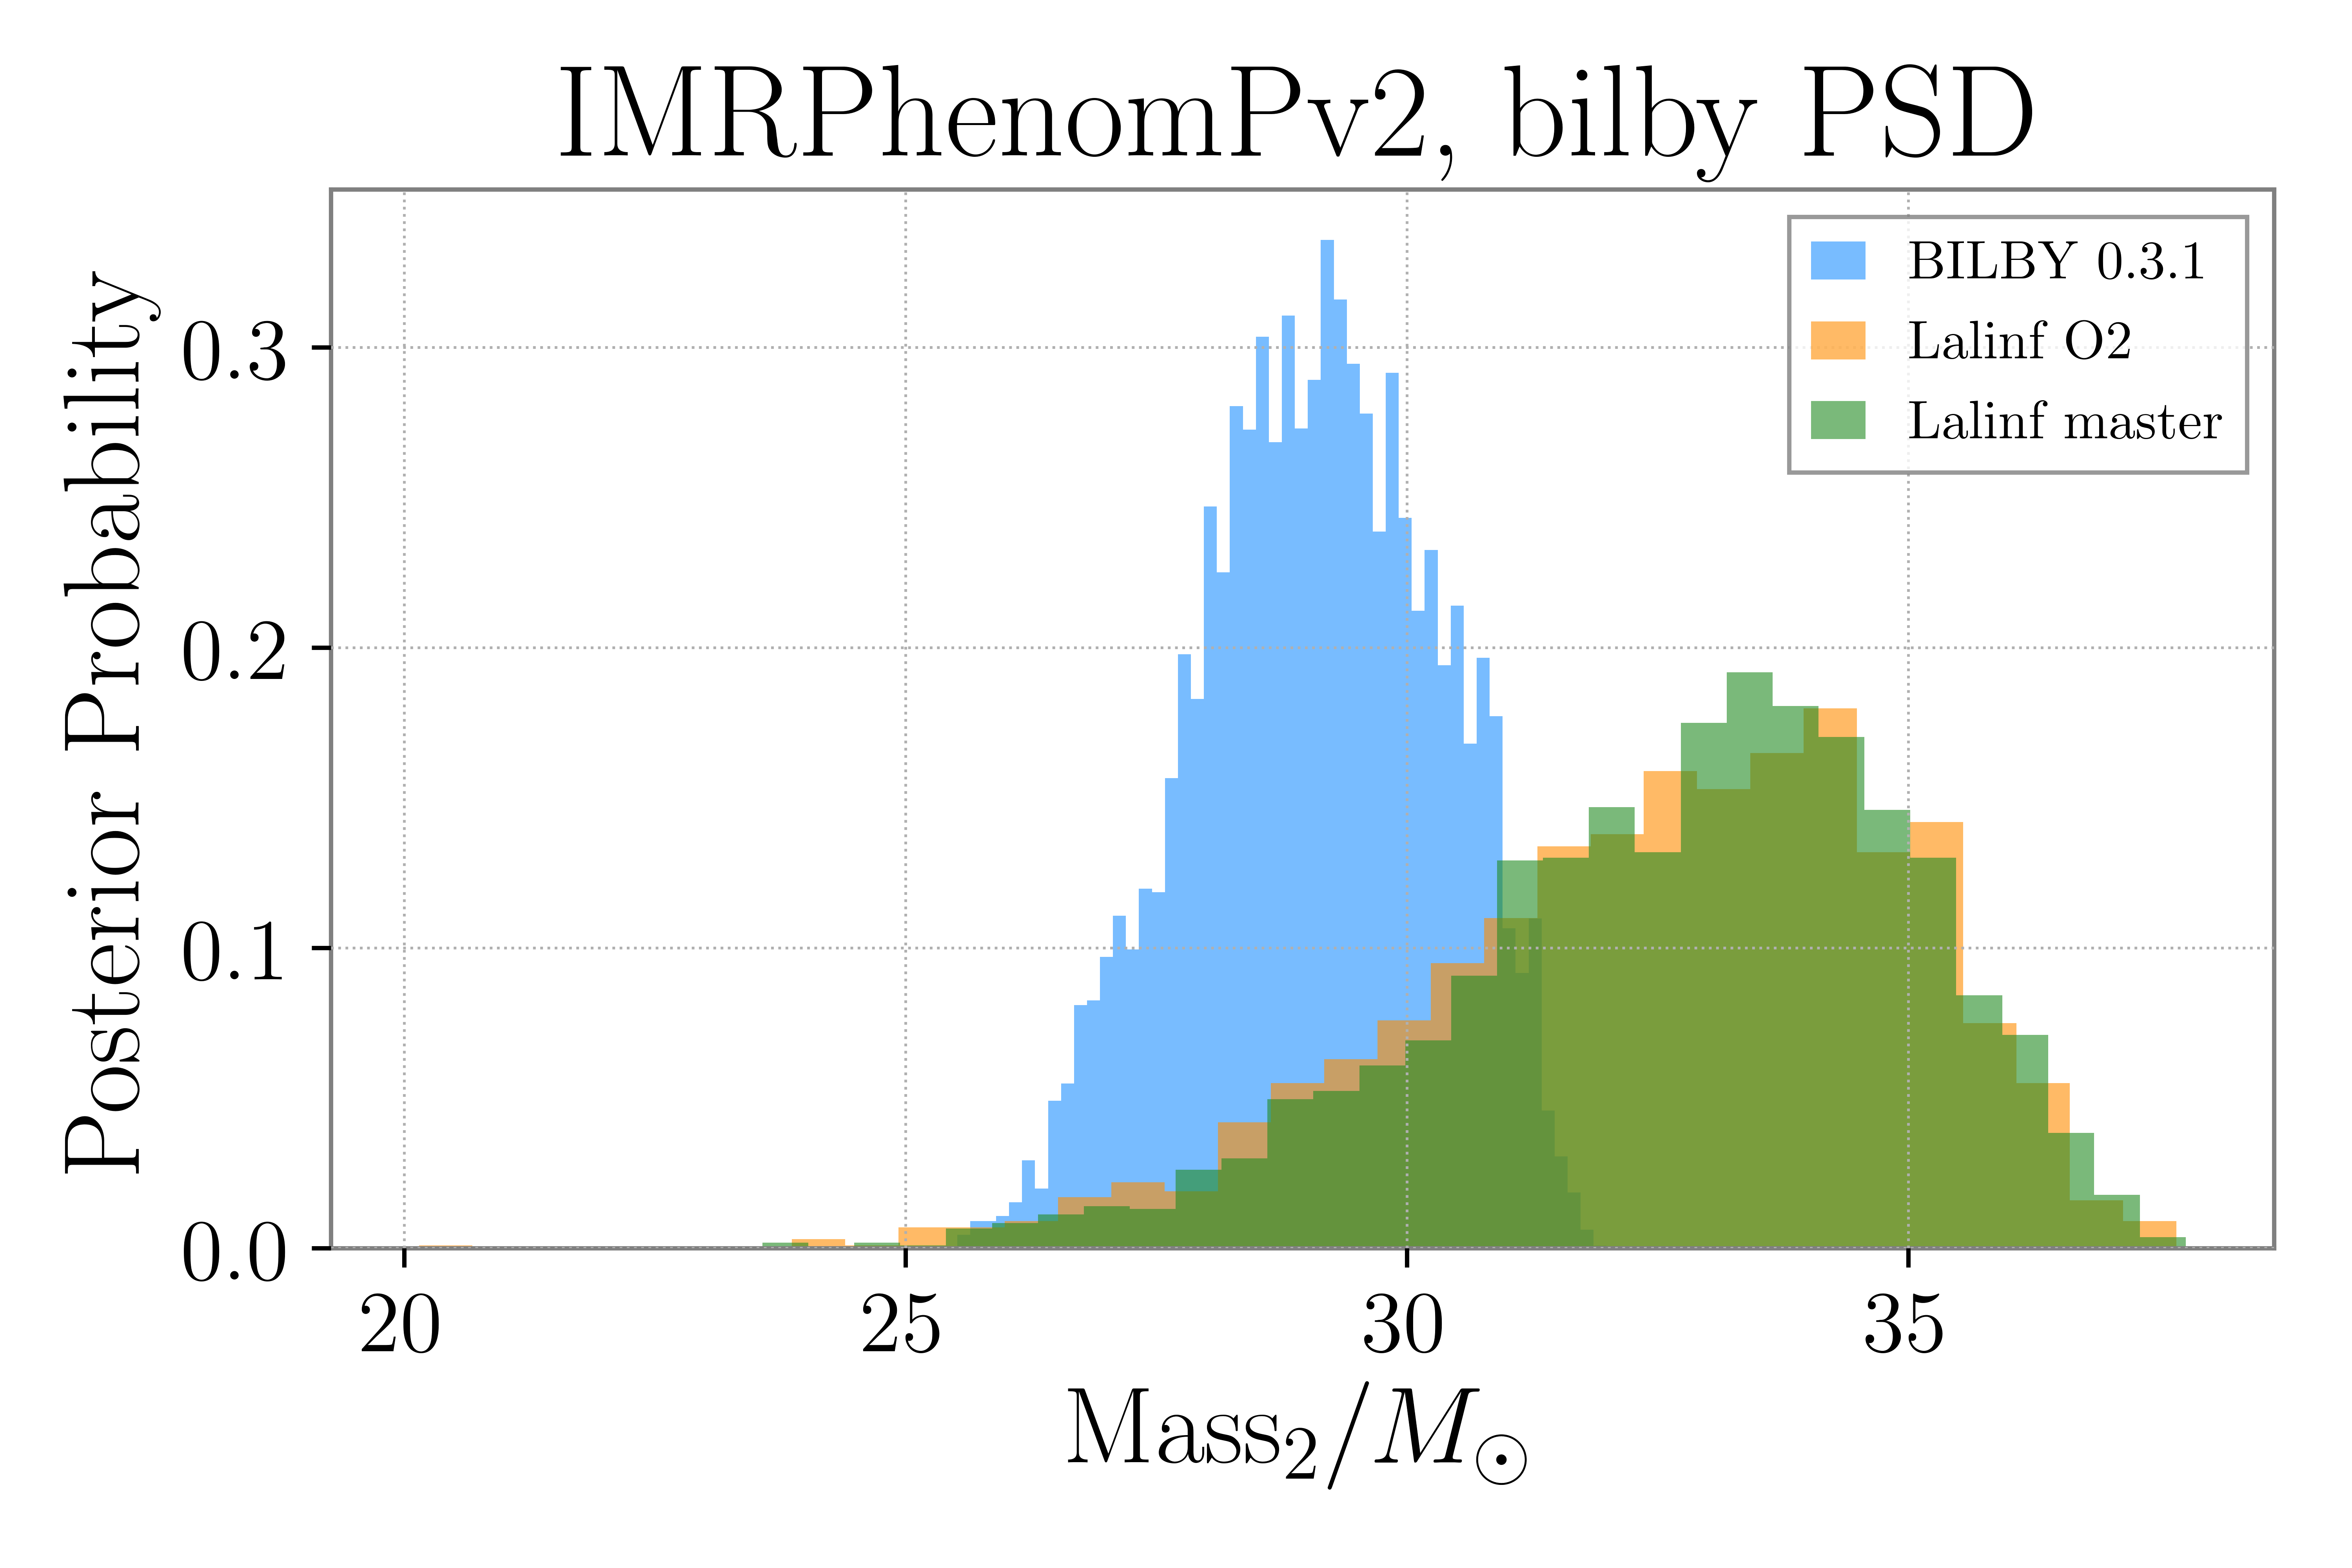 IMRPhenomPv2, bilby PSD
BILBY 0.3.1
Lalinf O2
Lalinf master
Posterior Probability
0.3
0.2
0.1
0.0
20 25 30 35
Mass₂/M⊙